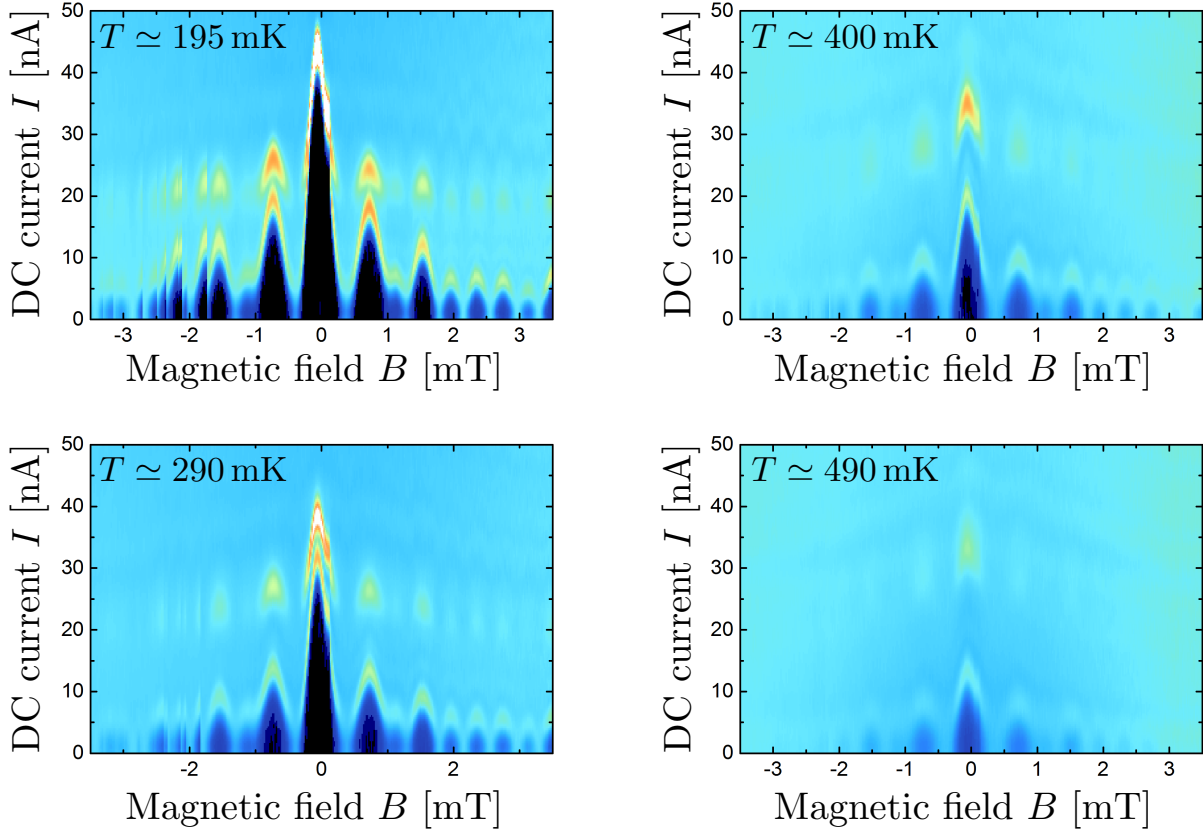 T ≃ 195 mK
DC current I [nA]
50
40
30
20
10
0
-3 -2 -1 0 1 2 3
Magnetic field B [mT]
T ≃ 400 mK
DC current I [nA]
50
40
30
20
10
0
-3 -2 -1 0 1 2 3
Magnetic field B [mT]
T ≃ 290 mK
DC current I [nA]
50
40
30
20
10
0
-2 0 2
Magnetic field B [mT]
T ≃ 490 mK
DC current I [nA]
50
40
30
20
10
0
-3 -2 -1 0 1 2 3
Magnetic field B [mT]